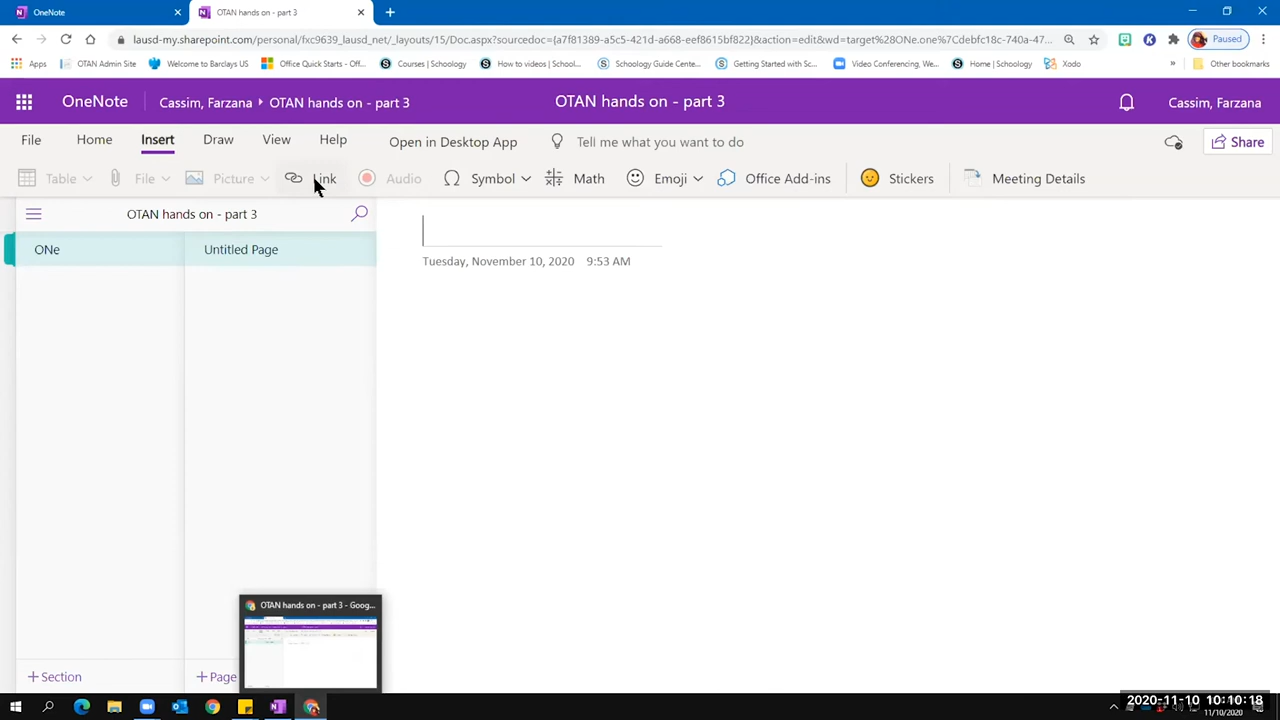 OneNote
OTAN hands on - part 3
lausd-my.sharepoint.com/personal/fxc9639_lausd_net/_layouts/15/Doc.aspx?sourcedoc={a7f81389-a5c5-421d-a668-eef8615bf822}&action=edit&wd=target%28ONe.one%7Cdebfc18c-740a-47...
Paused
Apps
OTAN Admin Site
Welcome to Barclays US
Office Quick Starts - Off...
Courses | Schoology
How to videos | School...
Schoology Guide Cente...
Getting Started with Sc...
Video Conferencing, We...
Home | Schoology
Xodo
»
Other bookmarks
OneNote
Cassim, Farzana ▸ OTAN hands on - part 3
OTAN hands on - part 3
Cassim, Farzana
File
Home
Insert
Draw
View
Help
Open in Desktop App
Tell me what you want to do
Share
Table
File
Picture
Link
Audio
Symbol
Math
Emoji
Office Add-ins
Stickers
Meeting Details
OTAN hands on - part 3
ONe
Untitled Page
Tuesday, November 10, 2020 9:53 AM
OTAN hands on - part 3 - Goog...
+ Section
+ Page
2020-11-10 10:10:18
11/10/2020